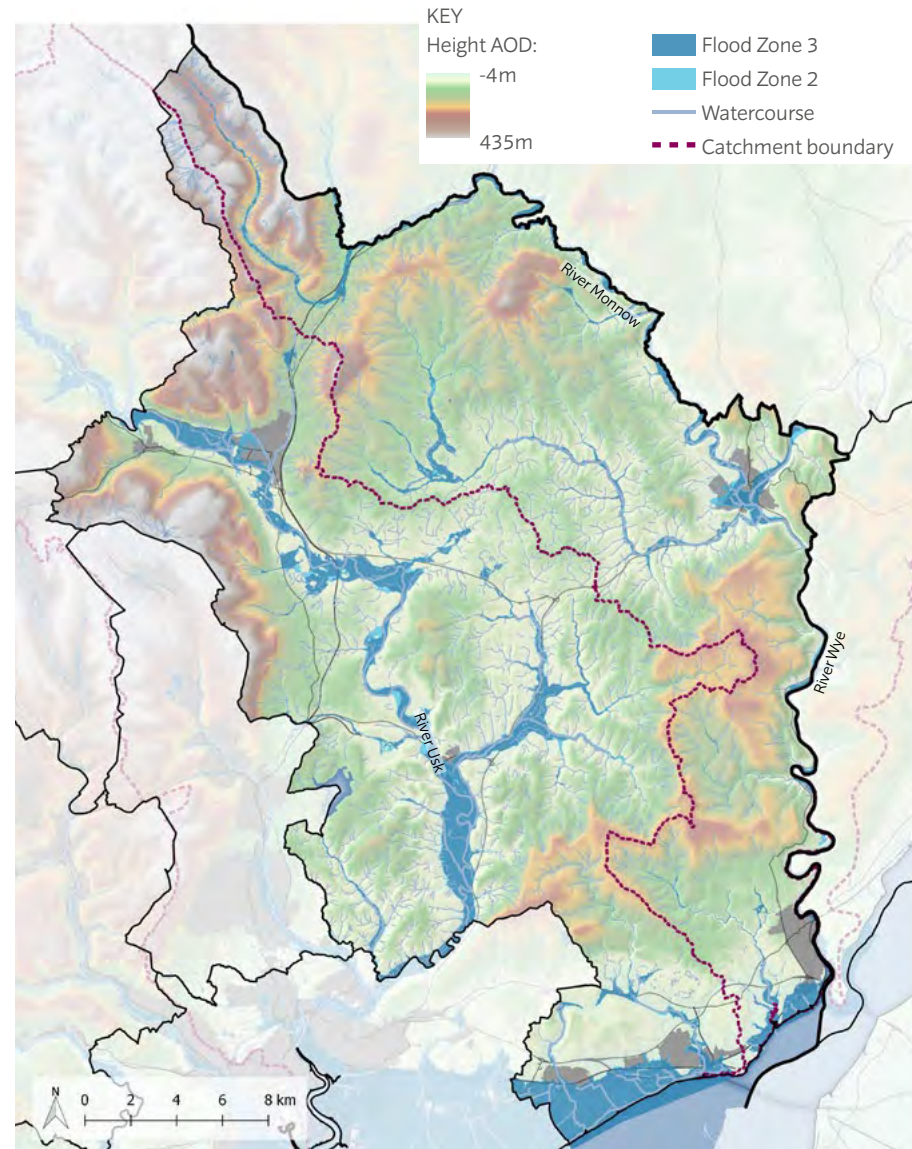 KEY
Height AOD:
-4m
435m
Flood Zone 3
Flood Zone 2
Watercourse
Catchment boundary
River Monnow
River Wye
River Usk
N
0 2 4 6 8 km